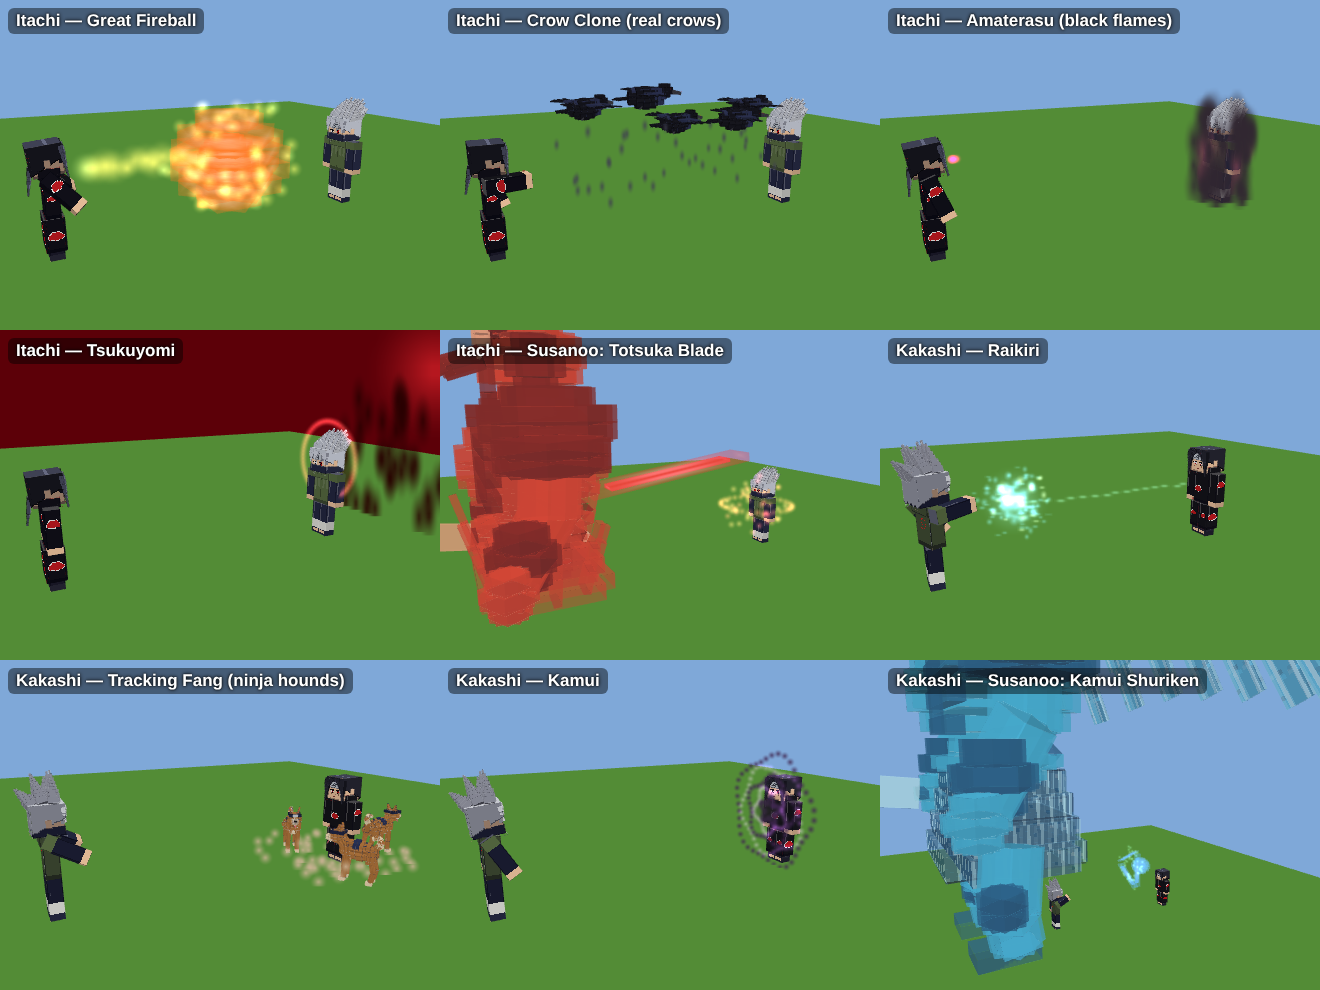 Itachi — Great Fireball
Itachi — Crow Clone (real crows)
Itachi — Amaterasu (black flames)
Itachi — Tsukuyomi
Itachi — Susanoo: Totsuka Blade
Kakashi — Raikiri
Kakashi — Tracking Fang (ninja hounds)
Kakashi — Kamui
Kakashi — Susanoo: Kamui Shuriken